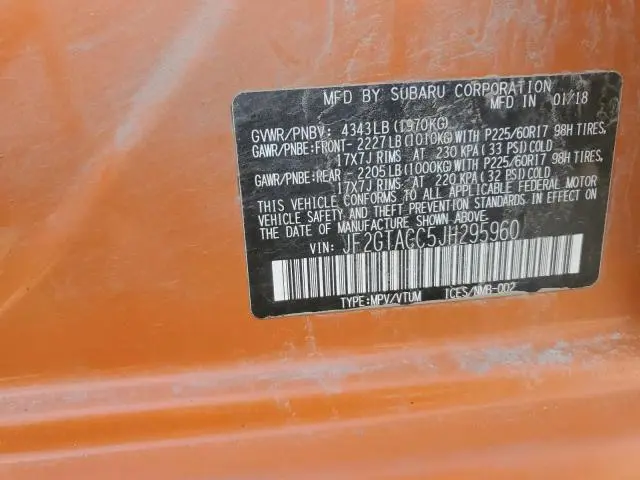 MFD BY SUBARU CORPORATION
MFD IN 01/18
GVWR/PNBV: 4343LB(1970KG)
GAWR/PNBE:FRONT- 2227LB(1010KG)WITH P225/60R17 98H TIRES,
17X7J RIMS AT 230 KPA( 33 PSI)COLD
GAWR/PNBE:REAR - 2205LB(1000KG)WITH P225/60R17 98H TIRES,
17X7J RIMS AT 220 KPA( 32 PSI)COLD
THIS VEHICLE CONFORMS TO ALL APPLICABLE FEDERAL MOTOR
VEHICLE SAFETY AND THEFT PREVENTION STANDARDS IN EFFECT ON
THE DATE OF MANUFACTURE SHOWN ABOVE.
VIN: JF2GTACC5JH295960
TYPE:MPV/VTUM ICES/NMB-002